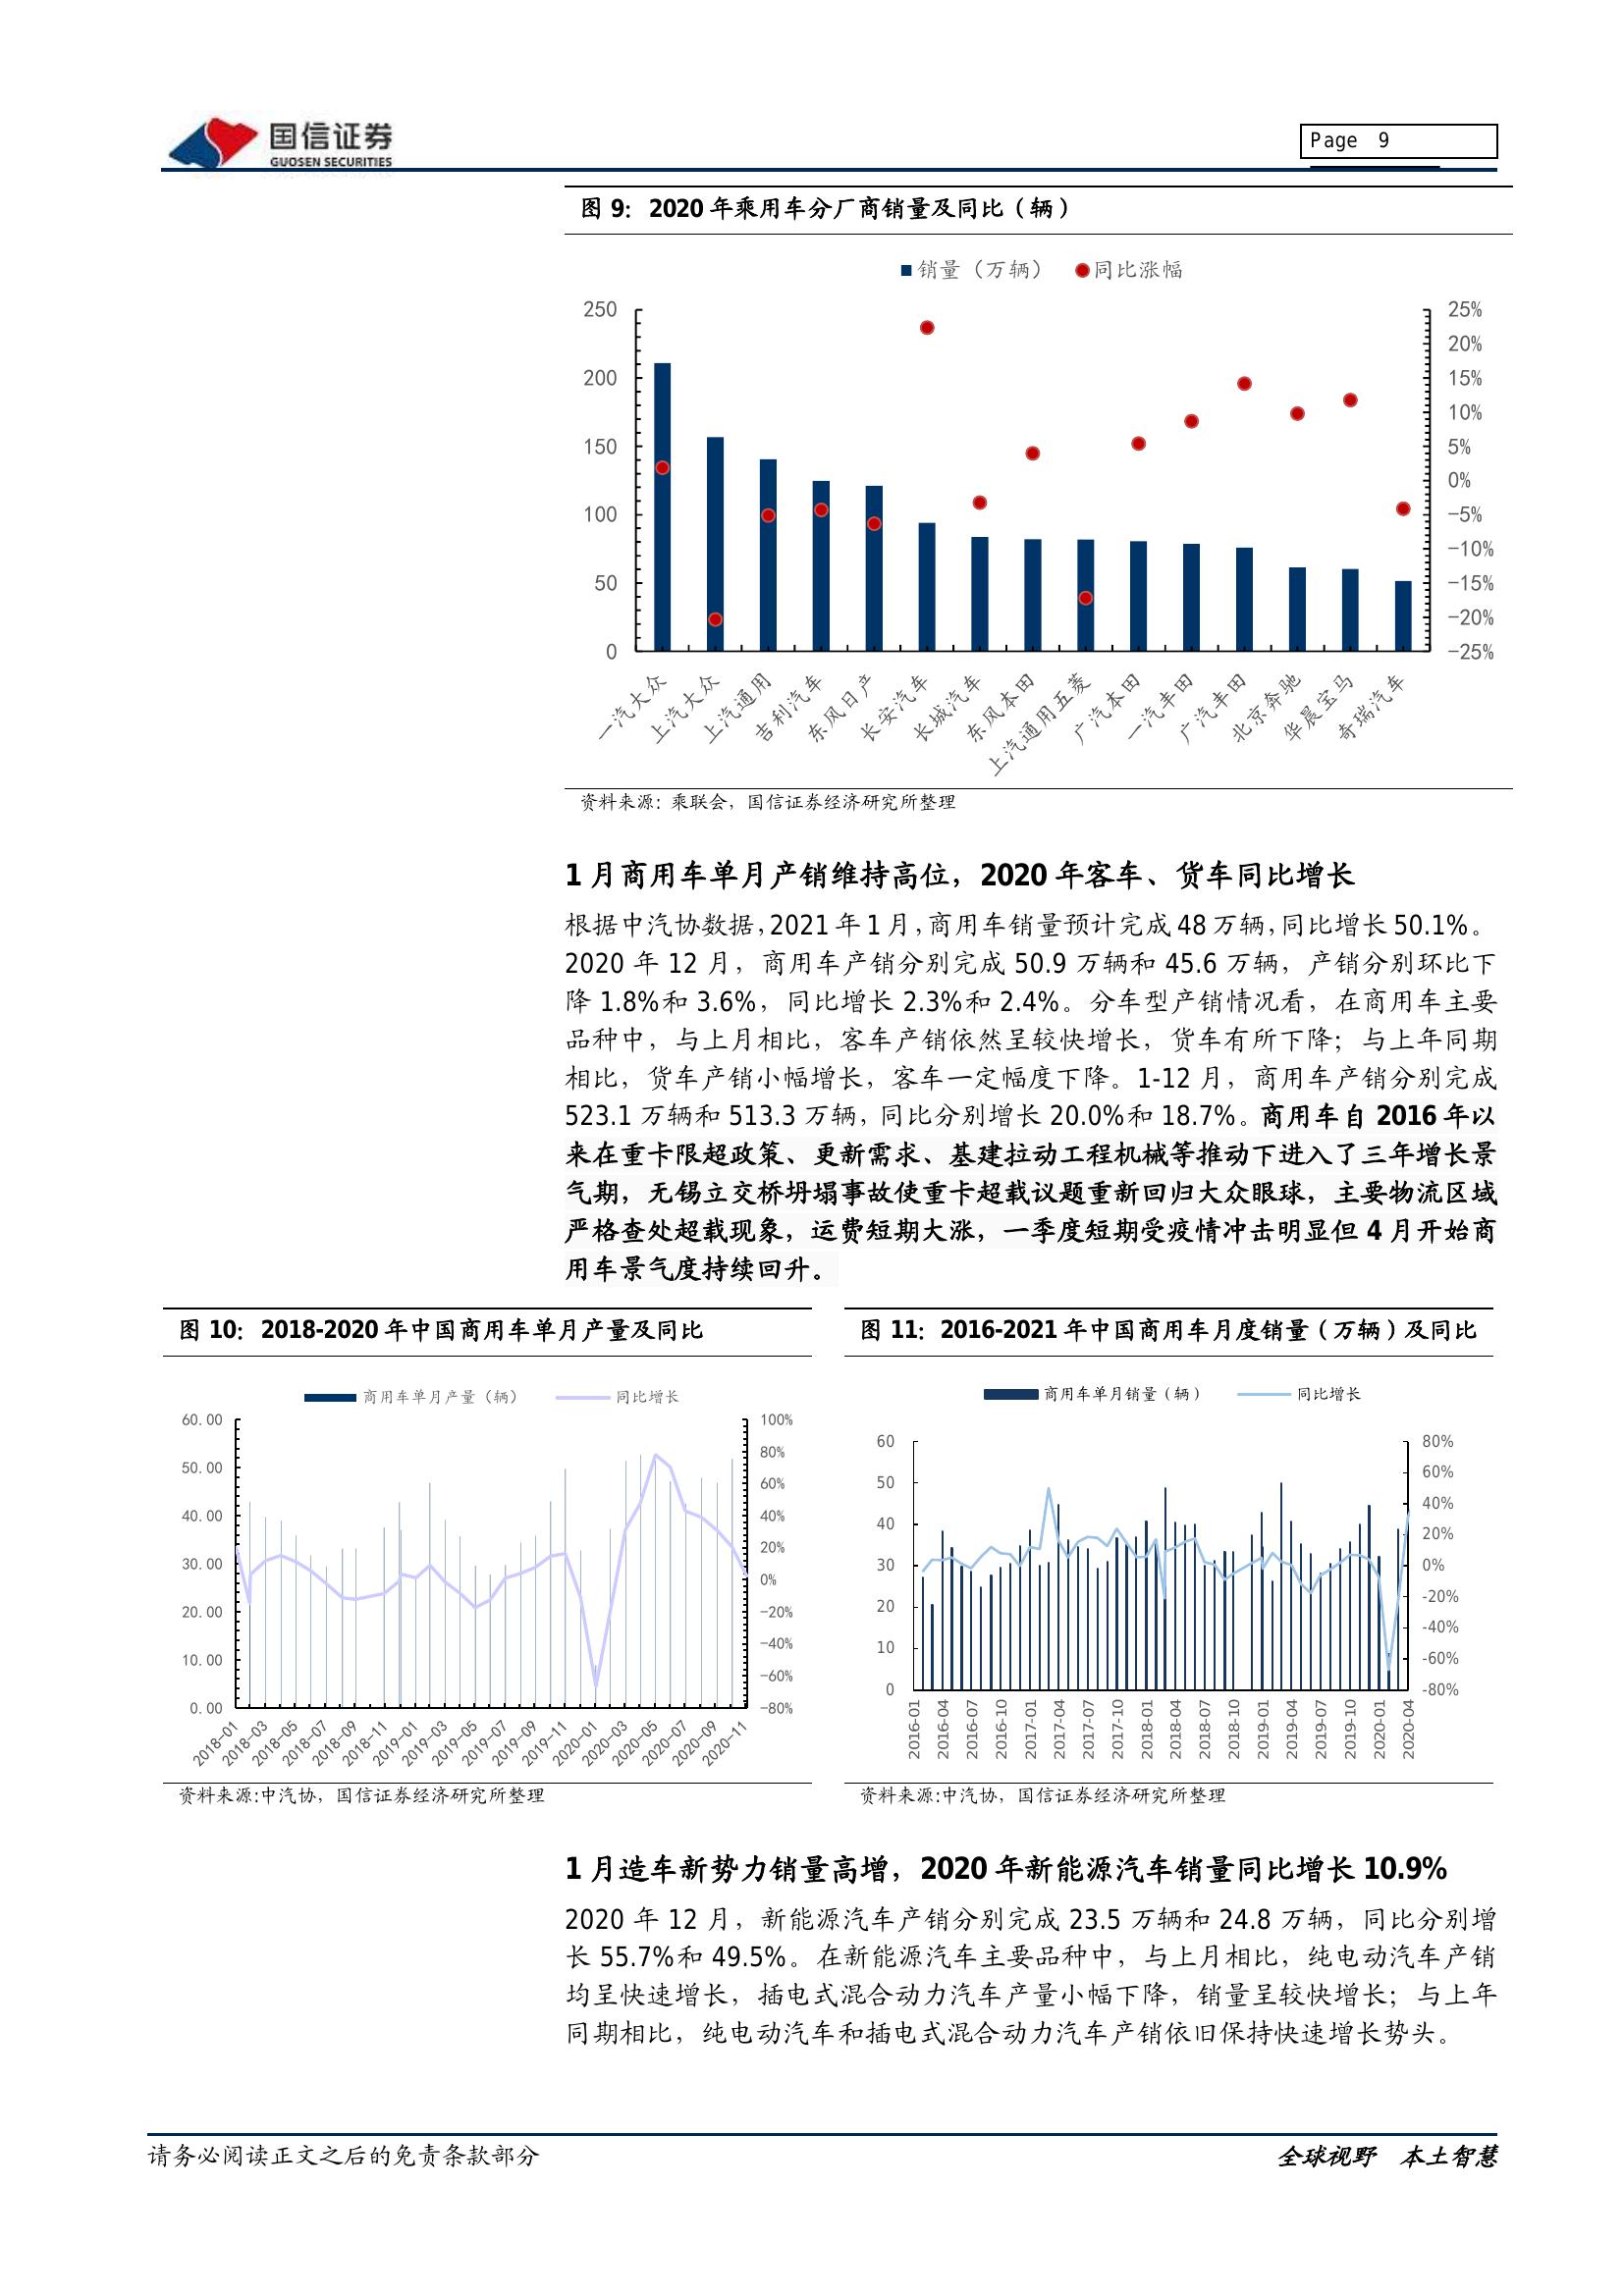 国信证券
GUOSEN SECURITIES
Page 9
图 9：2020 年乘用车分厂商销量及同比（辆）
销量（万辆） 同比涨幅
250
200
150
100
50
0
25%
20%
15%
10%
5%
0%
-5%
-10%
-15%
-20%
-25%
一汽大众
上汽大众
上汽通用
吉利汽车
东风日产
长安汽车
长城汽车
东风本田
上汽通用五菱
广汽本田
一汽丰田
广汽丰田
北京奔驰
华晨宝马
奇瑞汽车
资料来源：乘联会，国信证券经济研究所整理
1 月商用车单月产销维持高位，2020 年客车、货车同比增长
根据中汽协数据，2021 年 1 月，商用车销量预计完成 48 万辆，同比增长 50.1%。
2020 年 12 月，商用车产销分别完成 50.9 万辆和 45.6 万辆，产销分别环比下
降 1.8%和 3.6%，同比增长 2.3%和 2.4%。分车型产销情况看，在商用车主要
品种中，与上月相比，客车产销依然呈较快增长，货车有所下降；与上年同期
相比，货车产销小幅增长，客车一定幅度下降。1-12 月，商用车产销分别完成
523.1 万辆和 513.3 万辆，同比分别增长 20.0%和 18.7%。商用车自 2016 年以
来在重卡限超政策、更新需求、基建拉动工程机械等推动下进入了三年增长景
气期，无锡立交桥坍塌事故使重卡超载议题重新回归大众眼球，主要物流区域
严格查处超载现象，运费短期大涨，一季度短期受疫情冲击明显但 4 月开始商
用车景气度持续回升。
图 10：2018-2020 年中国商用车单月产量及同比
商用车单月产量（辆） 同比增长
60.00
50.00
40.00
30.00
20.00
10.00
0.00
100%
80%
60%
40%
20%
0%
-20%
-40%
-60%
-80%
2018-01
2018-03
2018-05
2018-07
2018-09
2018-11
2019-01
2019-03
2019-05
2019-07
2019-09
2019-11
2020-01
2020-03
2020-05
2020-07
2020-09
2020-11
资料来源:中汽协，国信证券经济研究所整理
图 11：2016-2021 年中国商用车月度销量（万辆）及同比
商用车单月销量（辆） 同比增长
60
50
40
30
20
10
0
80%
60%
40%
20%
0%
-20%
-40%
-60%
-80%
2016-01
2016-04
2016-07
2016-10
2017-01
2017-04
2017-07
2017-10
2018-01
2018-04
2018-07
2018-10
2019-01
2019-04
2019-07
2019-10
2020-01
2020-04
资料来源:中汽协，国信证券经济研究所整理
1 月造车新势力销量高增，2020 年新能源汽车销量同比增长 10.9%
2020 年 12 月，新能源汽车产销分别完成 23.5 万辆和 24.8 万辆，同比分别增
长 55.7%和 49.5%。在新能源汽车主要品种中，与上月相比，纯电动汽车产销
均呈快速增长，插电式混合动力汽车产量小幅下降，销量呈较快增长；与上年
同期相比，纯电动汽车和插电式混合动力汽车产销依旧保持快速增长势头。
请务必阅读正文之后的免责条款部分
全球视野 本土智慧